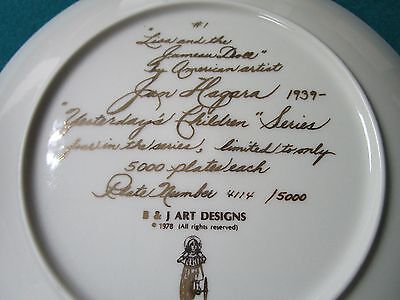 #1
"Lisa and the
Jumeau Doll"
by American artist
Jan Hagara 1939-
"Yesterday's Children" Series
four in the series, limited to only
5000 plates each
Plate Number 4114 /5000
B & J ART DESIGNS
© 1978 (All rights reserved)